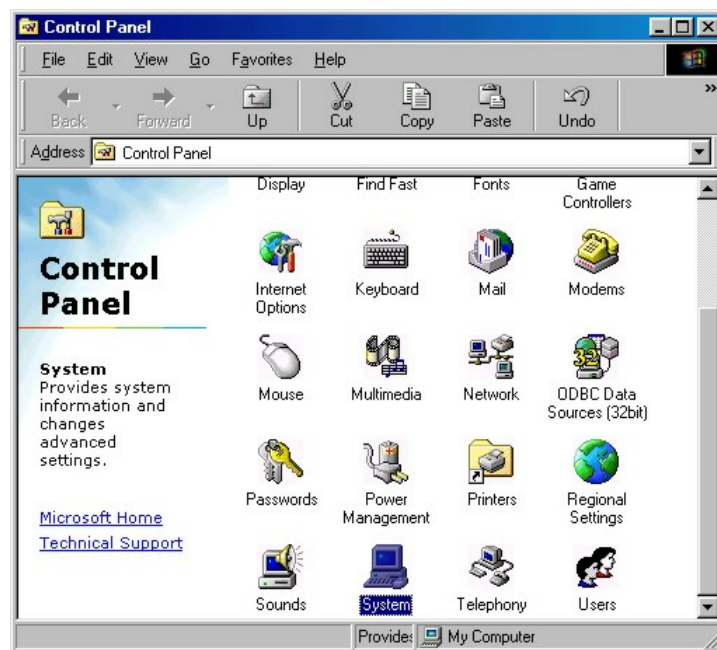 Control Panel
File Edit View Go Favorites Help
Back Forward Up Cut Copy Paste Undo »
Address Control Panel
Control
Panel
System
Provides system
information and
changes
advanced
settings.
Microsoft Home
Technical Support
Display Find Fast Fonts Game
Controllers
Internet
Options Keyboard Mail Modems
Mouse Multimedia Network ODBC Data
Sources (32bit)
32
Passwords Power
Management Printers Regional
Settings
Sounds System Telephony Users
Provides My Computer